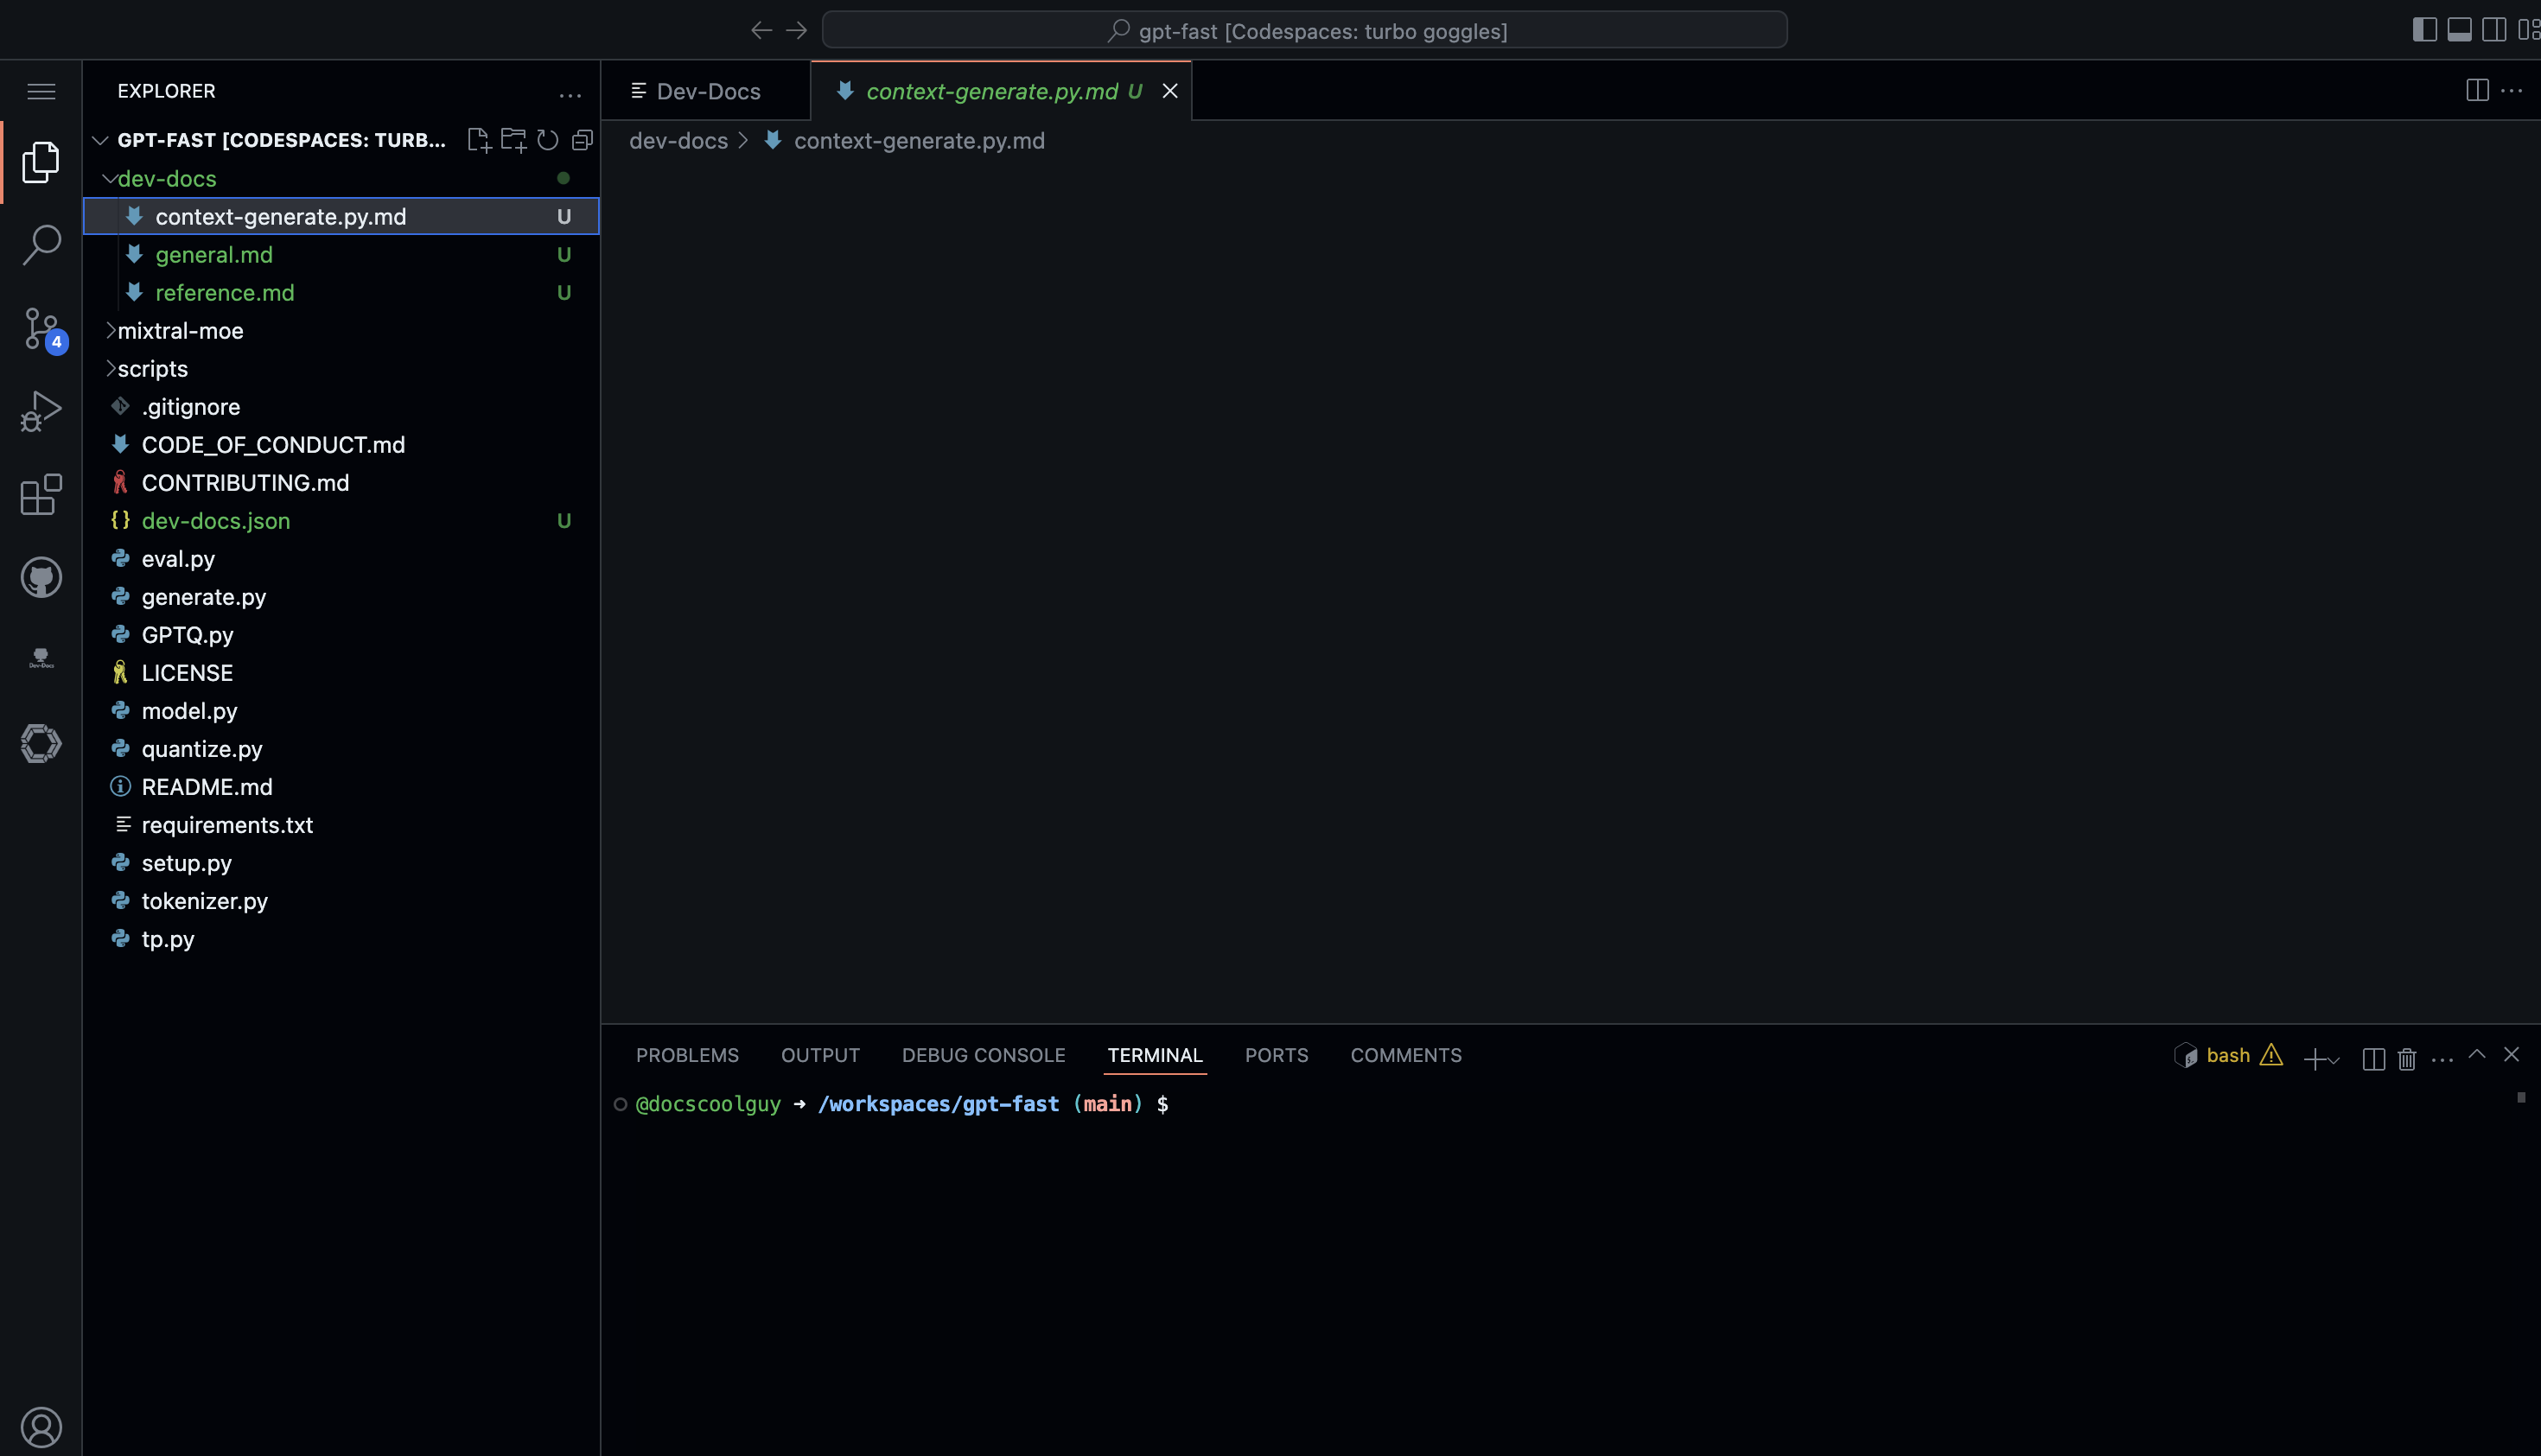 gpt-fast [Codespaces: turbo goggles]
EXPLORER
GPT-FAST [CODESPACES: TURB...
dev-docs
context-generate.py.md U
general.md U
reference.md U
mixtral-moe
scripts
.gitignore
CODE_OF_CONDUCT.md
CONTRIBUTING.md
dev-docs.json U
eval.py
generate.py
GPTQ.py
LICENSE
model.py
quantize.py
README.md
requirements.txt
setup.py
tokenizer.py
tp.py
4
Dev-Docs
Dev-Docs
context-generate.py.md U
dev-docs > context-generate.py.md
PROBLEMS OUTPUT DEBUG CONSOLE TERMINAL PORTS COMMENTS
bash
@docscoolguy ➜ /workspaces/gpt-fast (main) $